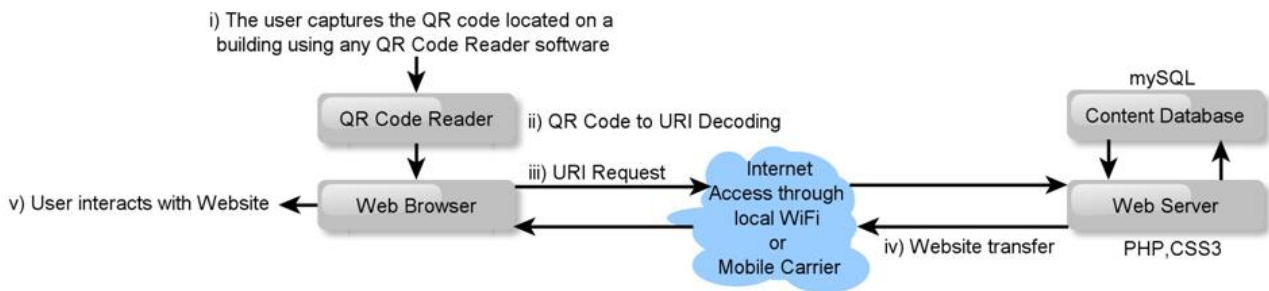 i) The user captures the QR code located on a
building using any QR Code Reader software
QR Code Reader
ii) QR Code to URI Decoding
mySQL
Content Database
v) User interacts with Website
Web Browser
iii) URI Request
Internet
Access through
local WiFi
or
Mobile Carrier
iv) Website transfer
Web Server
PHP,CSS3